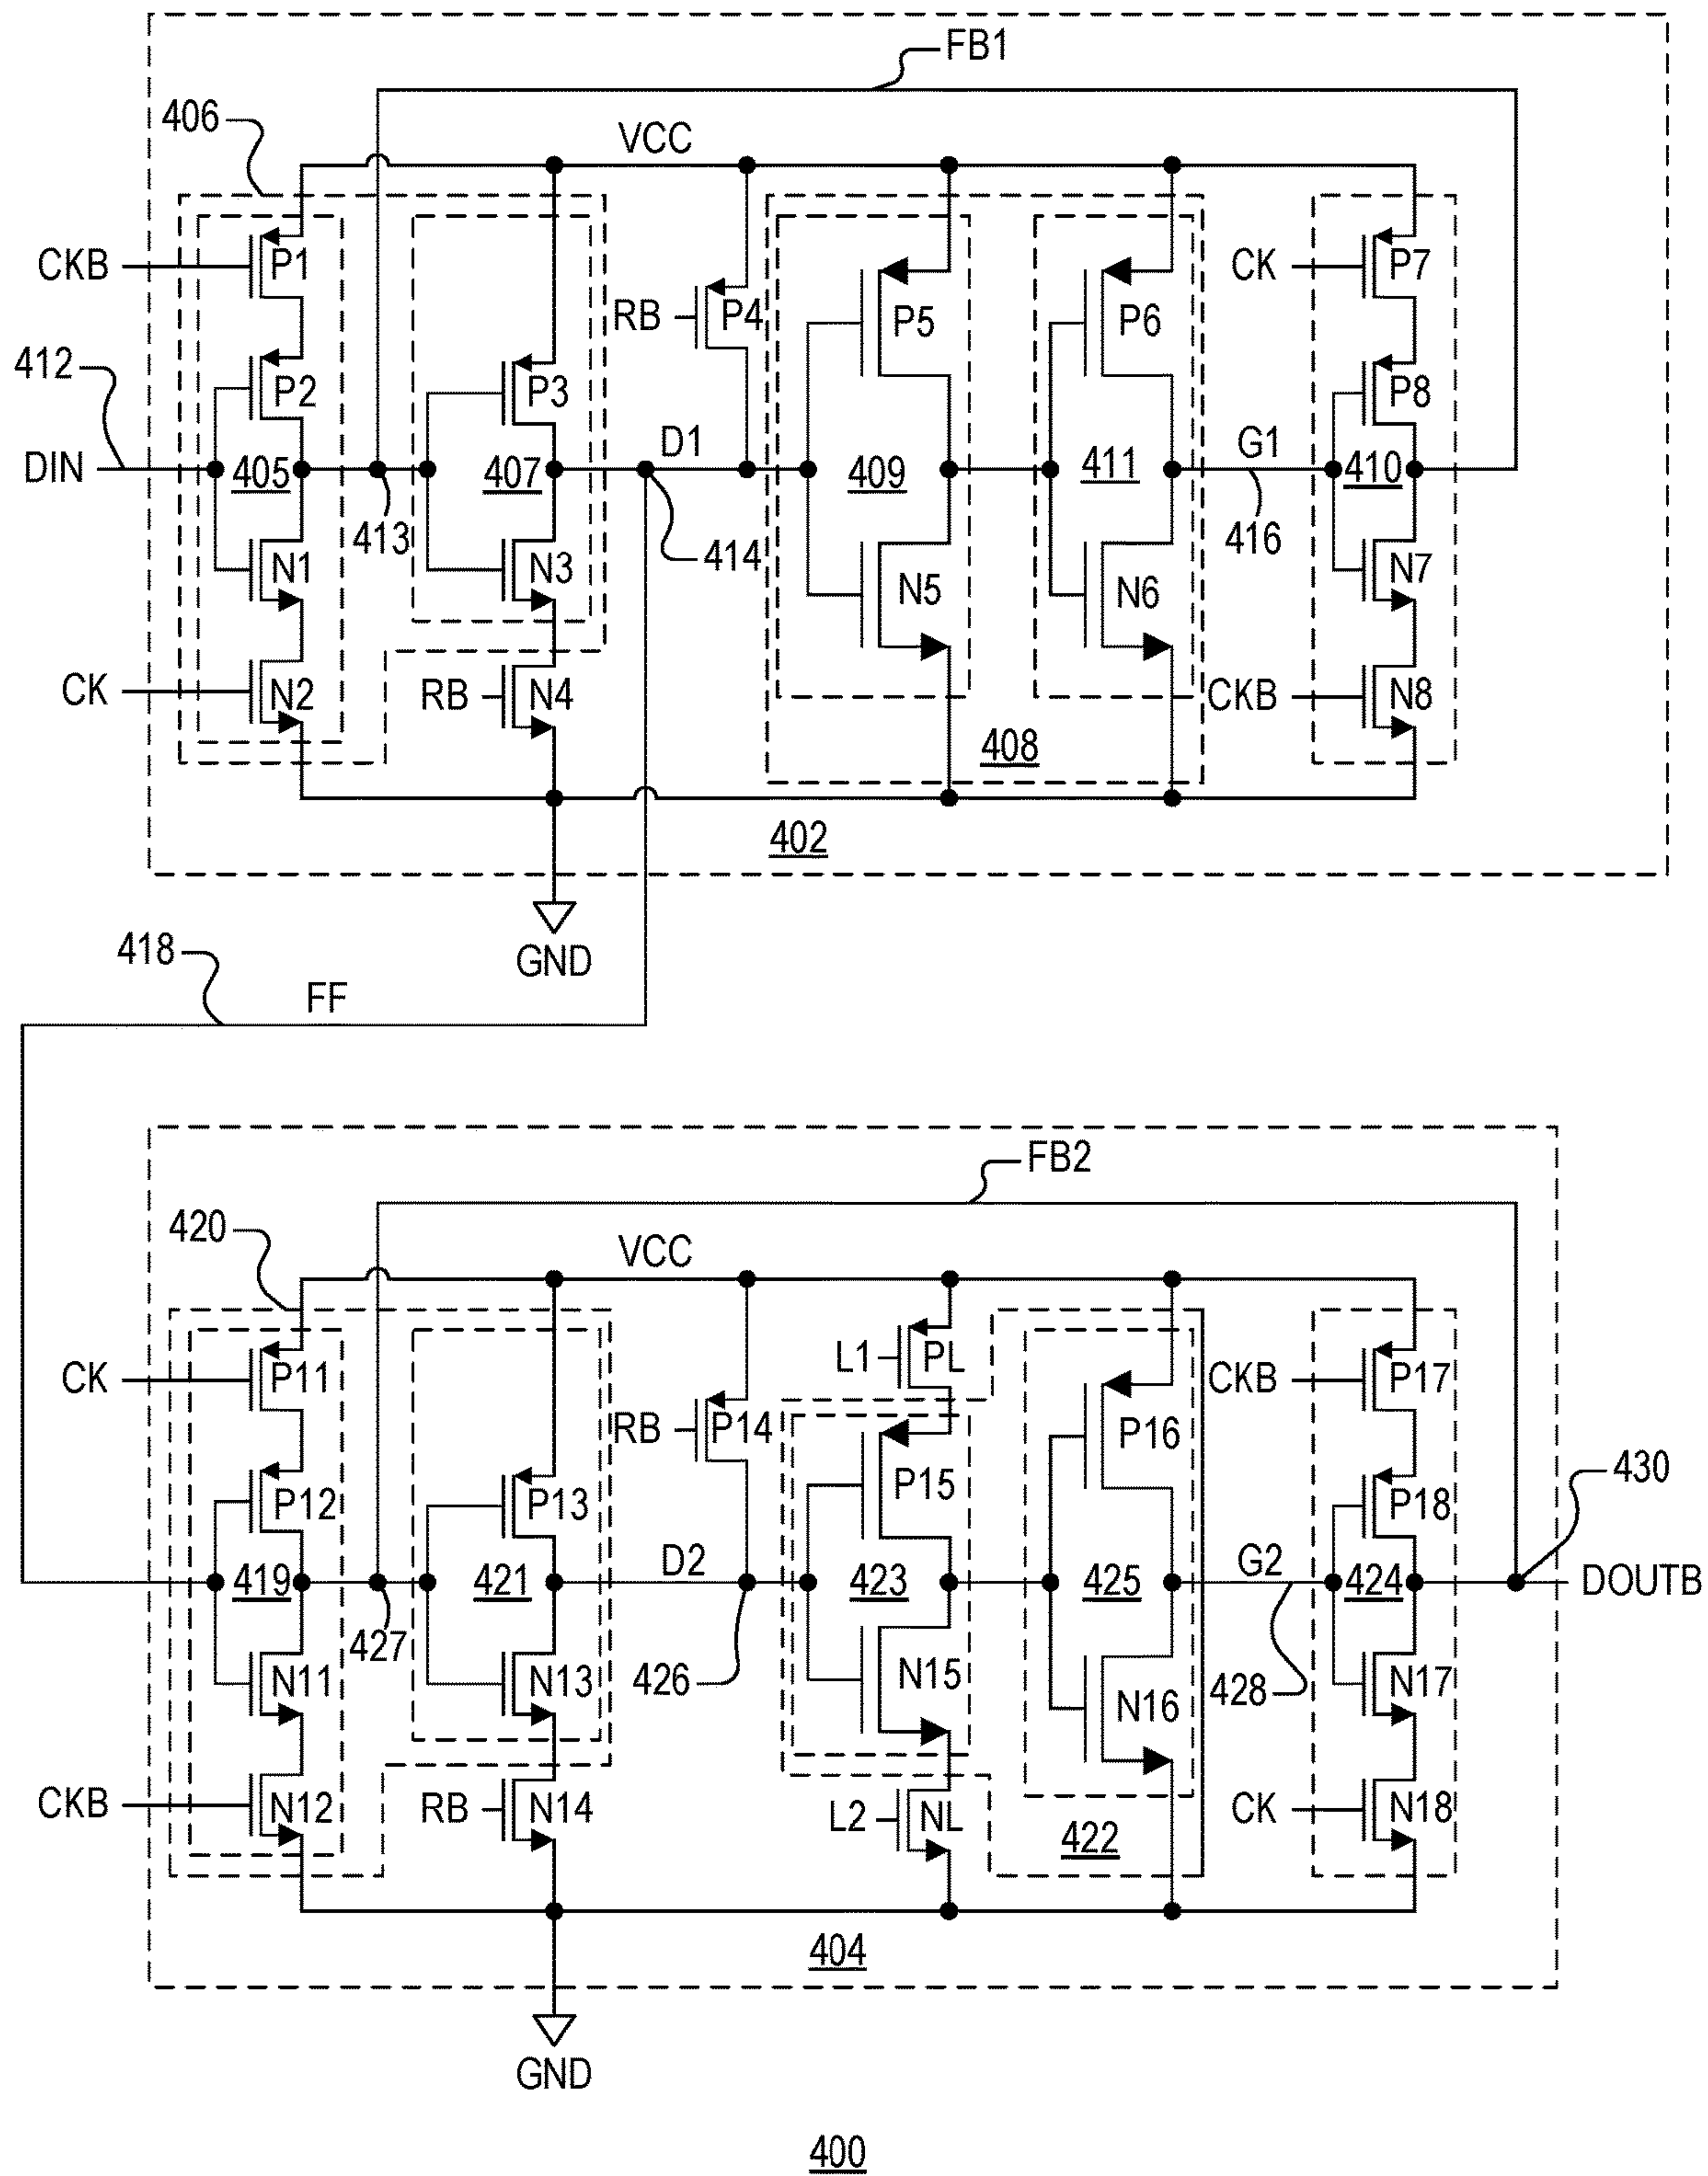 FB1
406
VCC
CKB
P1
CK
P7
RB
P4
P5
P6
412
P2
P3
P8
D1
G1
DIN
405
407
409
411
410
413
414
416
N1
N3
N5
N6
N7
CK
N2
RB
N4
CKB
N8
408
402
GND
418
FF
FB2
420
VCC
CK
P11
L1
PL
CKB
P17
RB
P14
P16
P12
P13
P15
P18
430
D2
G2
419
421
423
425
424
DOUTB
427
426
428
N11
N13
N15
N16
N17
CKB
N12
RB
N14
L2
NL
CK
N18
422
404
GND
400